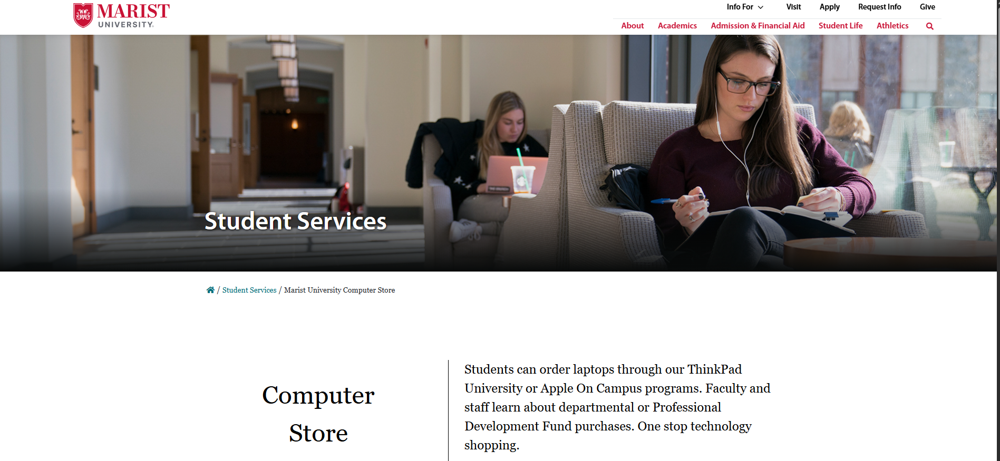 MARIST
UNIVERSITY
Info For
Visit
Apply
Request Info
Give
About
Academics
Admission & Financial Aid
Student Life
Athletics
Student Services
/ Student Services / Marist University Computer Store
Computer
Store
Students can order laptops through our ThinkPad
University or Apple On Campus programs. Faculty and
staff learn about departmental or Professional
Development Fund purchases. One stop technology
shopping.